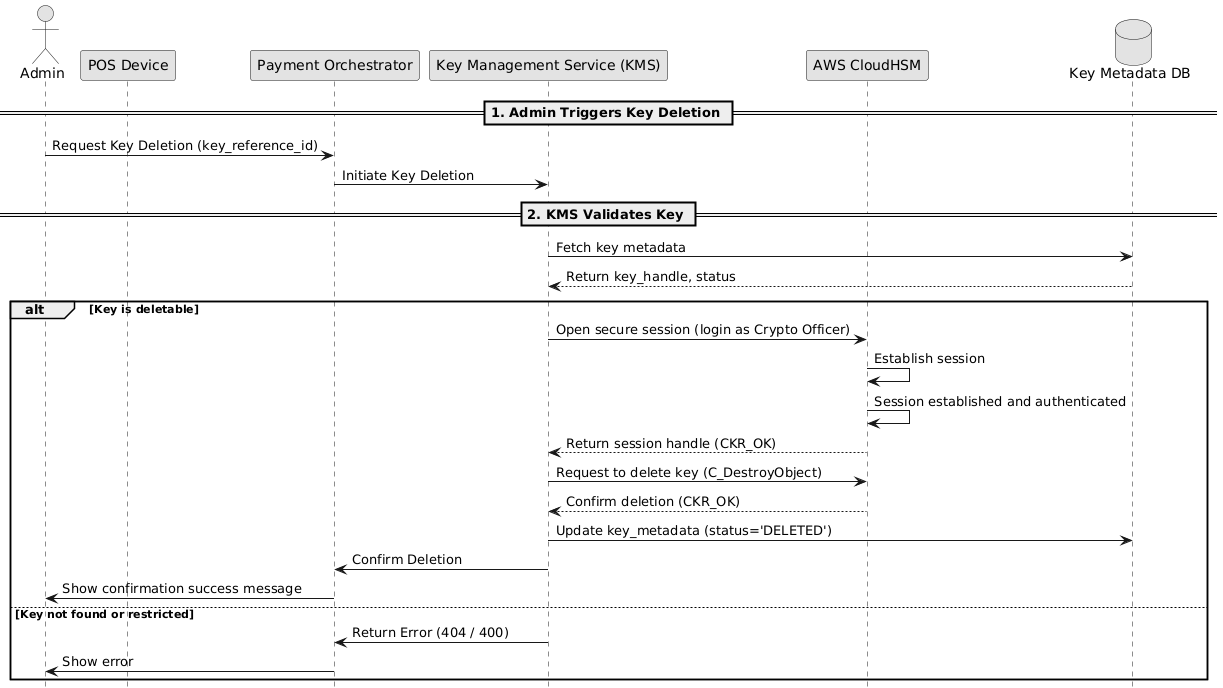 Admin
POS Device
Payment Orchestrator
Key Management Service (KMS)
AWS CloudHSM
Key Metadata DB
1. Admin Triggers Key Deletion
Request Key Deletion (key_reference_id)
Initiate Key Deletion
2. KMS Validates Key
Fetch key metadata
Return key_handle, status
alt [Key is deletable]
Open secure session (login as Crypto Officer)
Establish session
Session established and authenticated
Return session handle (CKR_OK)
Request to delete key (C_DestroyObject)
Confirm deletion (CKR_OK)
Update key_metadata (status='DELETED')
Confirm Deletion
Show confirmation success message
[Key not found or restricted]
Return Error (404 / 400)
Show error